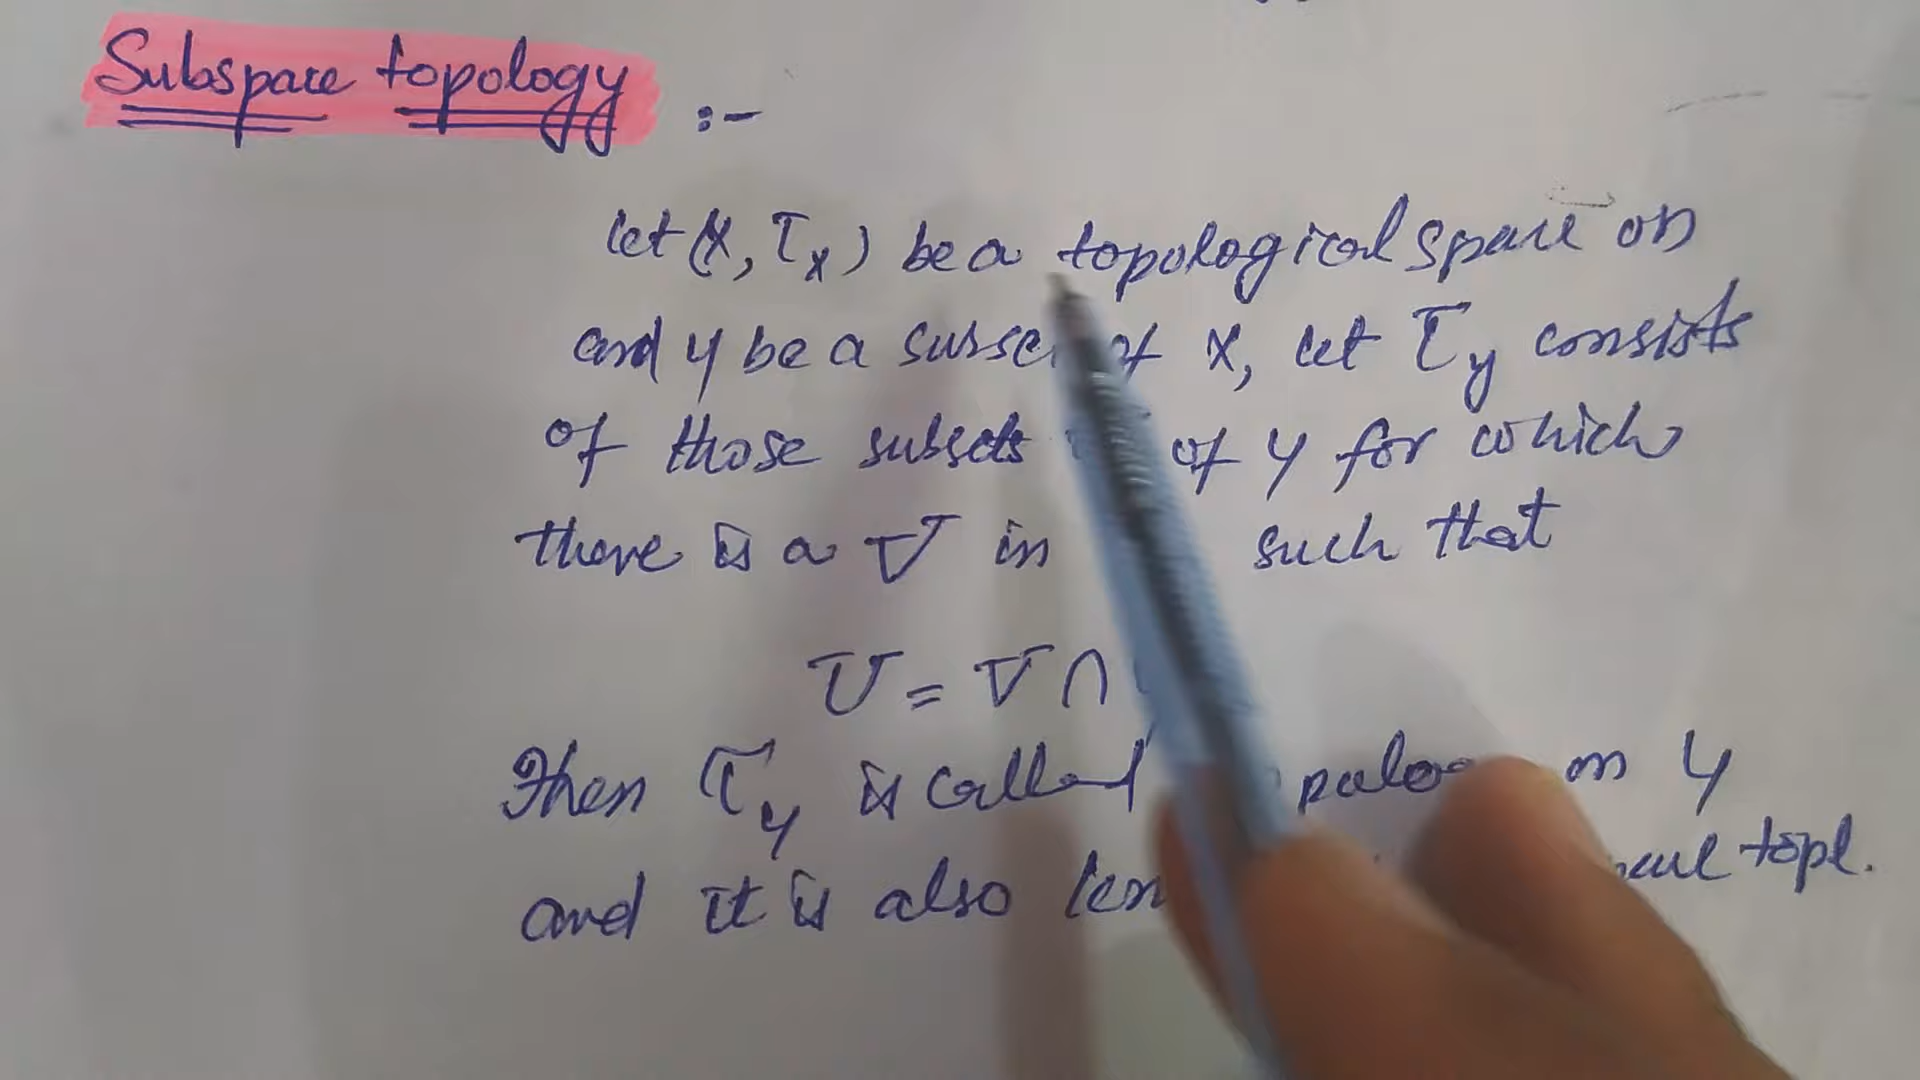 Subspace topology :-
let (X, τx) be a topological space on
and Y be a subset of X, let τy consists
of those subsets of Y for which
there is a V in such that
U = V ∩
Then τy is called on Y
and it is also topl.